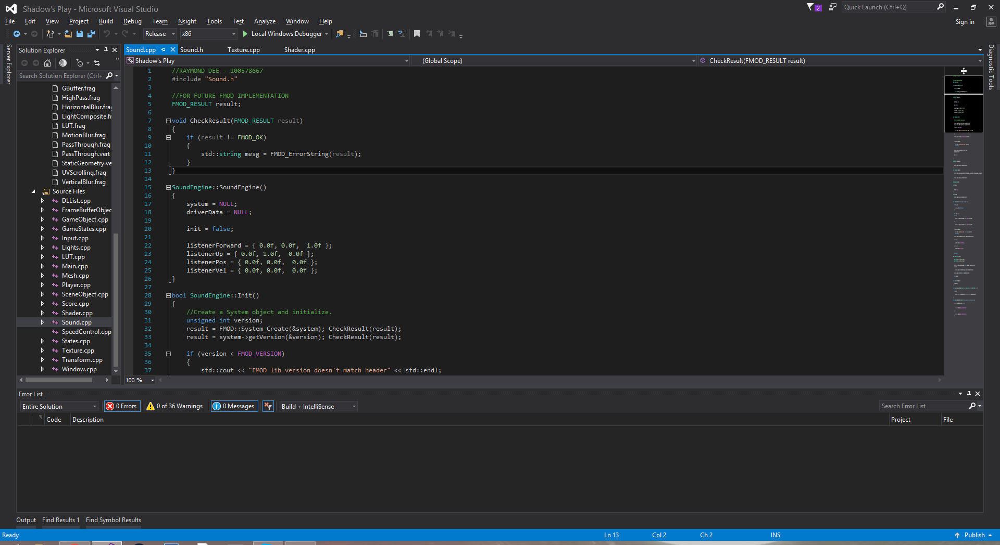 Shadow's Play - Microsoft Visual Studio
2
Quick Launch (Ctrl+Q)
File Edit View Project Build Debug Team Nsight Tools Test Analyze Window Help
Sign in
Release x86 Local Windows Debugger
Server Explorer
Solution Explorer
Search Solution Explorer (Ctrl+
GBuffer.frag
HighPass.frag
HorizontalBlur.fra
LightComposite.fr
LUT.frag
MotionBlur.frag
PassThrough.frag
PassThrough.vert
StaticGeometry.ve
UVScrolling.frag
VerticalBlur.frag
Source Files
DLList.cpp
FrameBufferObjec
GameObject.cpp
GameStates.cpp
Input.cpp
Lights.cpp
LUT.cpp
Main.cpp
Mesh.cpp
Player.cpp
SceneObject.cpp
Score.cpp
Shader.cpp
Sound.cpp
SpeedControl.cpp
States.cpp
Texture.cpp
Transform.cpp
Window.cpp
Sound.cpp Sound.h Texture.cpp Shader.cpp
Shadow's Play (Global Scope) CheckResult(FMOD_RESULT result)
1 //RAYMOND DEE - 100578667
2 #include "Sound.h"
3
4 //FOR FUTURE FMOD IMPLEMENTATION
5 FMOD_RESULT result;
6
7 void CheckResult(FMOD_RESULT result)
8 {
9 if (result != FMOD_OK)
10 {
11 std::string mesg = FMOD_ErrorString(result);
12 }
13 }
14
15 SoundEngine::SoundEngine()
16 {
17 system = NULL;
18 driverData = NULL;
19
20 init = false;
21
22 listenerForward = { 0.0f, 0.0f, 1.0f };
23 listenerUp = { 0.0f, 1.0f, 0.0f };
24 listenerPos = { 0.0f, 0.0f, 0.0f };
25 listenerVel = { 0.0f, 0.0f, 0.0f };
26 }
27
28 bool SoundEngine::Init()
29 {
30 //Create a System object and initialize.
31 unsigned int version;
32 result = FMOD::System_Create(&system); CheckResult(result);
33 result = system->getVersion(&version); CheckResult(result);
34
35 if (version < FMOD_VERSION)
36 {
37 std::cout << "FMOD lib version doesn't match header" << std::endl;
100 %
Diagnostic Tools
Error List
Entire Solution 0 Errors 0 of 36 Warnings 0 Messages Build + IntelliSense Search Error List
Code Description Project File
Output Find Results 1 Find Symbol Results
Ready Ln 13 Col 2 Ch 2 INS Publish